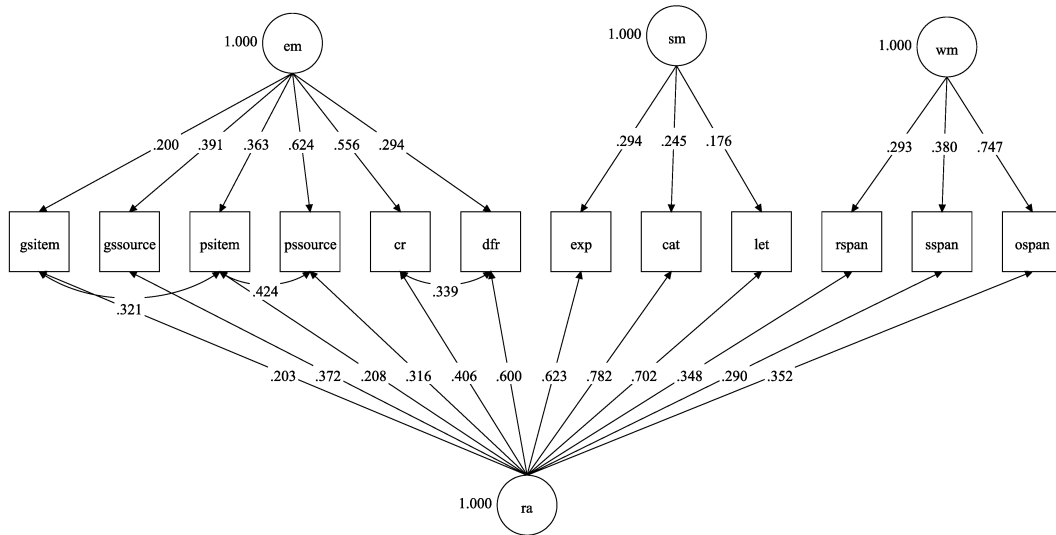 1.000 em 1.000 sm 1.000 wm
.200 .391 .363 .624 .556 .294 .294 .245 .176 .293 .380 .747
gsitem gssource psitem pssource cr dfr exp cat let rspan sspan ospan
.321 .424 .339
.203 .372 .208 .316 .406 .600 .623 .782 .702 .348 .290 .352
1.000 ra